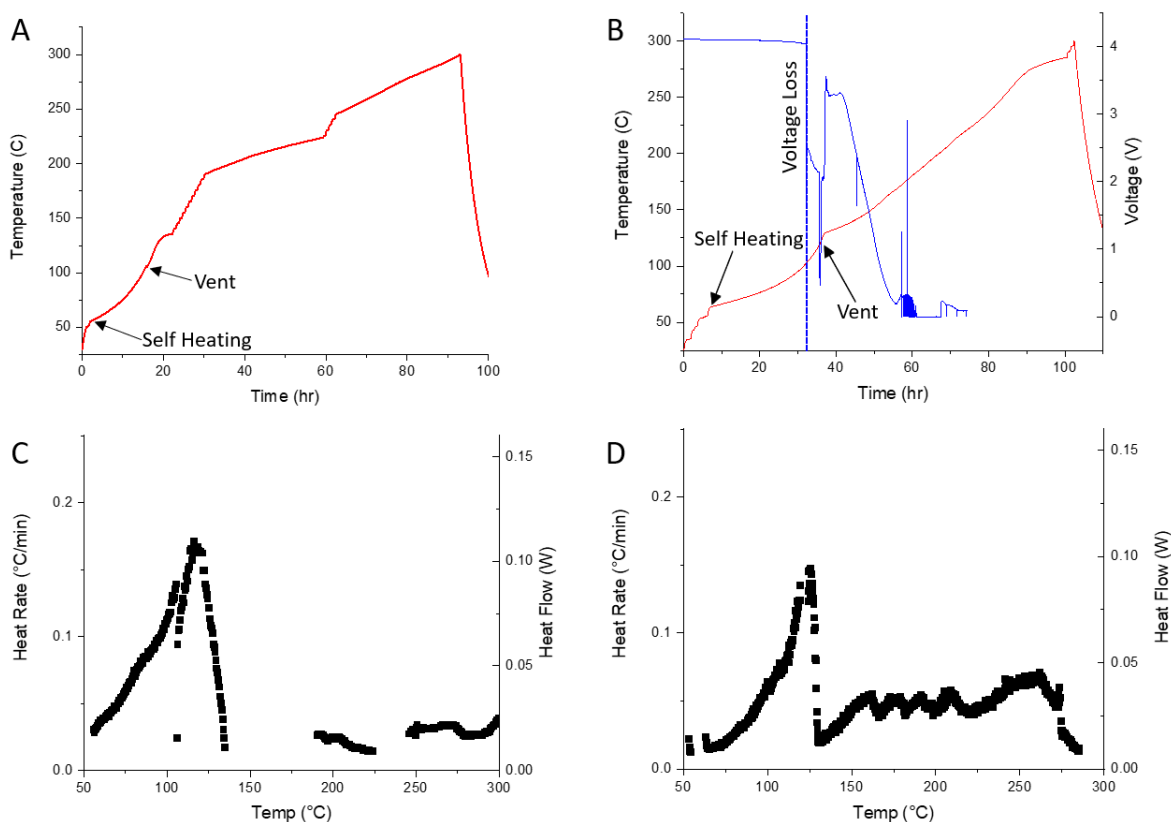 A
Temperature (C)
300
250
200
150
100
50
Vent
Self Heating
0
20
40
60
80
100
Time (hr)
B
Temperature (C)
300
250
200
150
100
50
Voltage Loss
Self Heating
Vent
4
3
2
1
0
Voltage (V)
0
20
40
60
80
100
Time (hr)
C
Heat Rate (°C/min)
0.2
0.1
0.0
0.15
0.10
0.05
0.00
Heat Flow (W)
50
100
150
200
250
300
Temp (°C)
D
Heat Rate (°C/min)
0.2
0.1
0.0
0.15
0.10
0.05
0.00
Heat Flow (W)
50
100
150
200
250
300
Temp (°C)